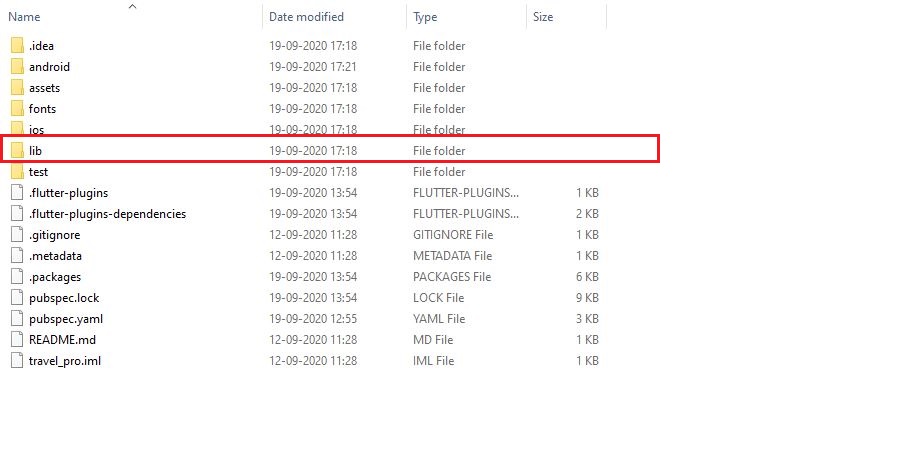 Name Date modified Type Size
.idea 19-09-2020 17:18 File folder
android 19-09-2020 17:21 File folder
assets 19-09-2020 17:18 File folder
fonts 19-09-2020 17:18 File folder
ios 19-09-2020 17:18 File folder
lib 19-09-2020 17:18 File folder
test 19-09-2020 17:18 File folder
.flutter-plugins 19-09-2020 13:54 FLUTTER-PLUGINS... 1 KB
.flutter-plugins-dependencies 19-09-2020 13:54 FLUTTER-PLUGINS... 2 KB
.gitignore 12-09-2020 11:28 GITIGNORE File 1 KB
.metadata 12-09-2020 11:28 METADATA File 1 KB
.packages 19-09-2020 13:54 PACKAGES File 6 KB
pubspec.lock 19-09-2020 13:54 LOCK File 9 KB
pubspec.yaml 19-09-2020 12:55 YAML File 3 KB
README.md 12-09-2020 11:28 MD File 1 KB
travel_pro.iml 12-09-2020 11:28 IML File 1 KB